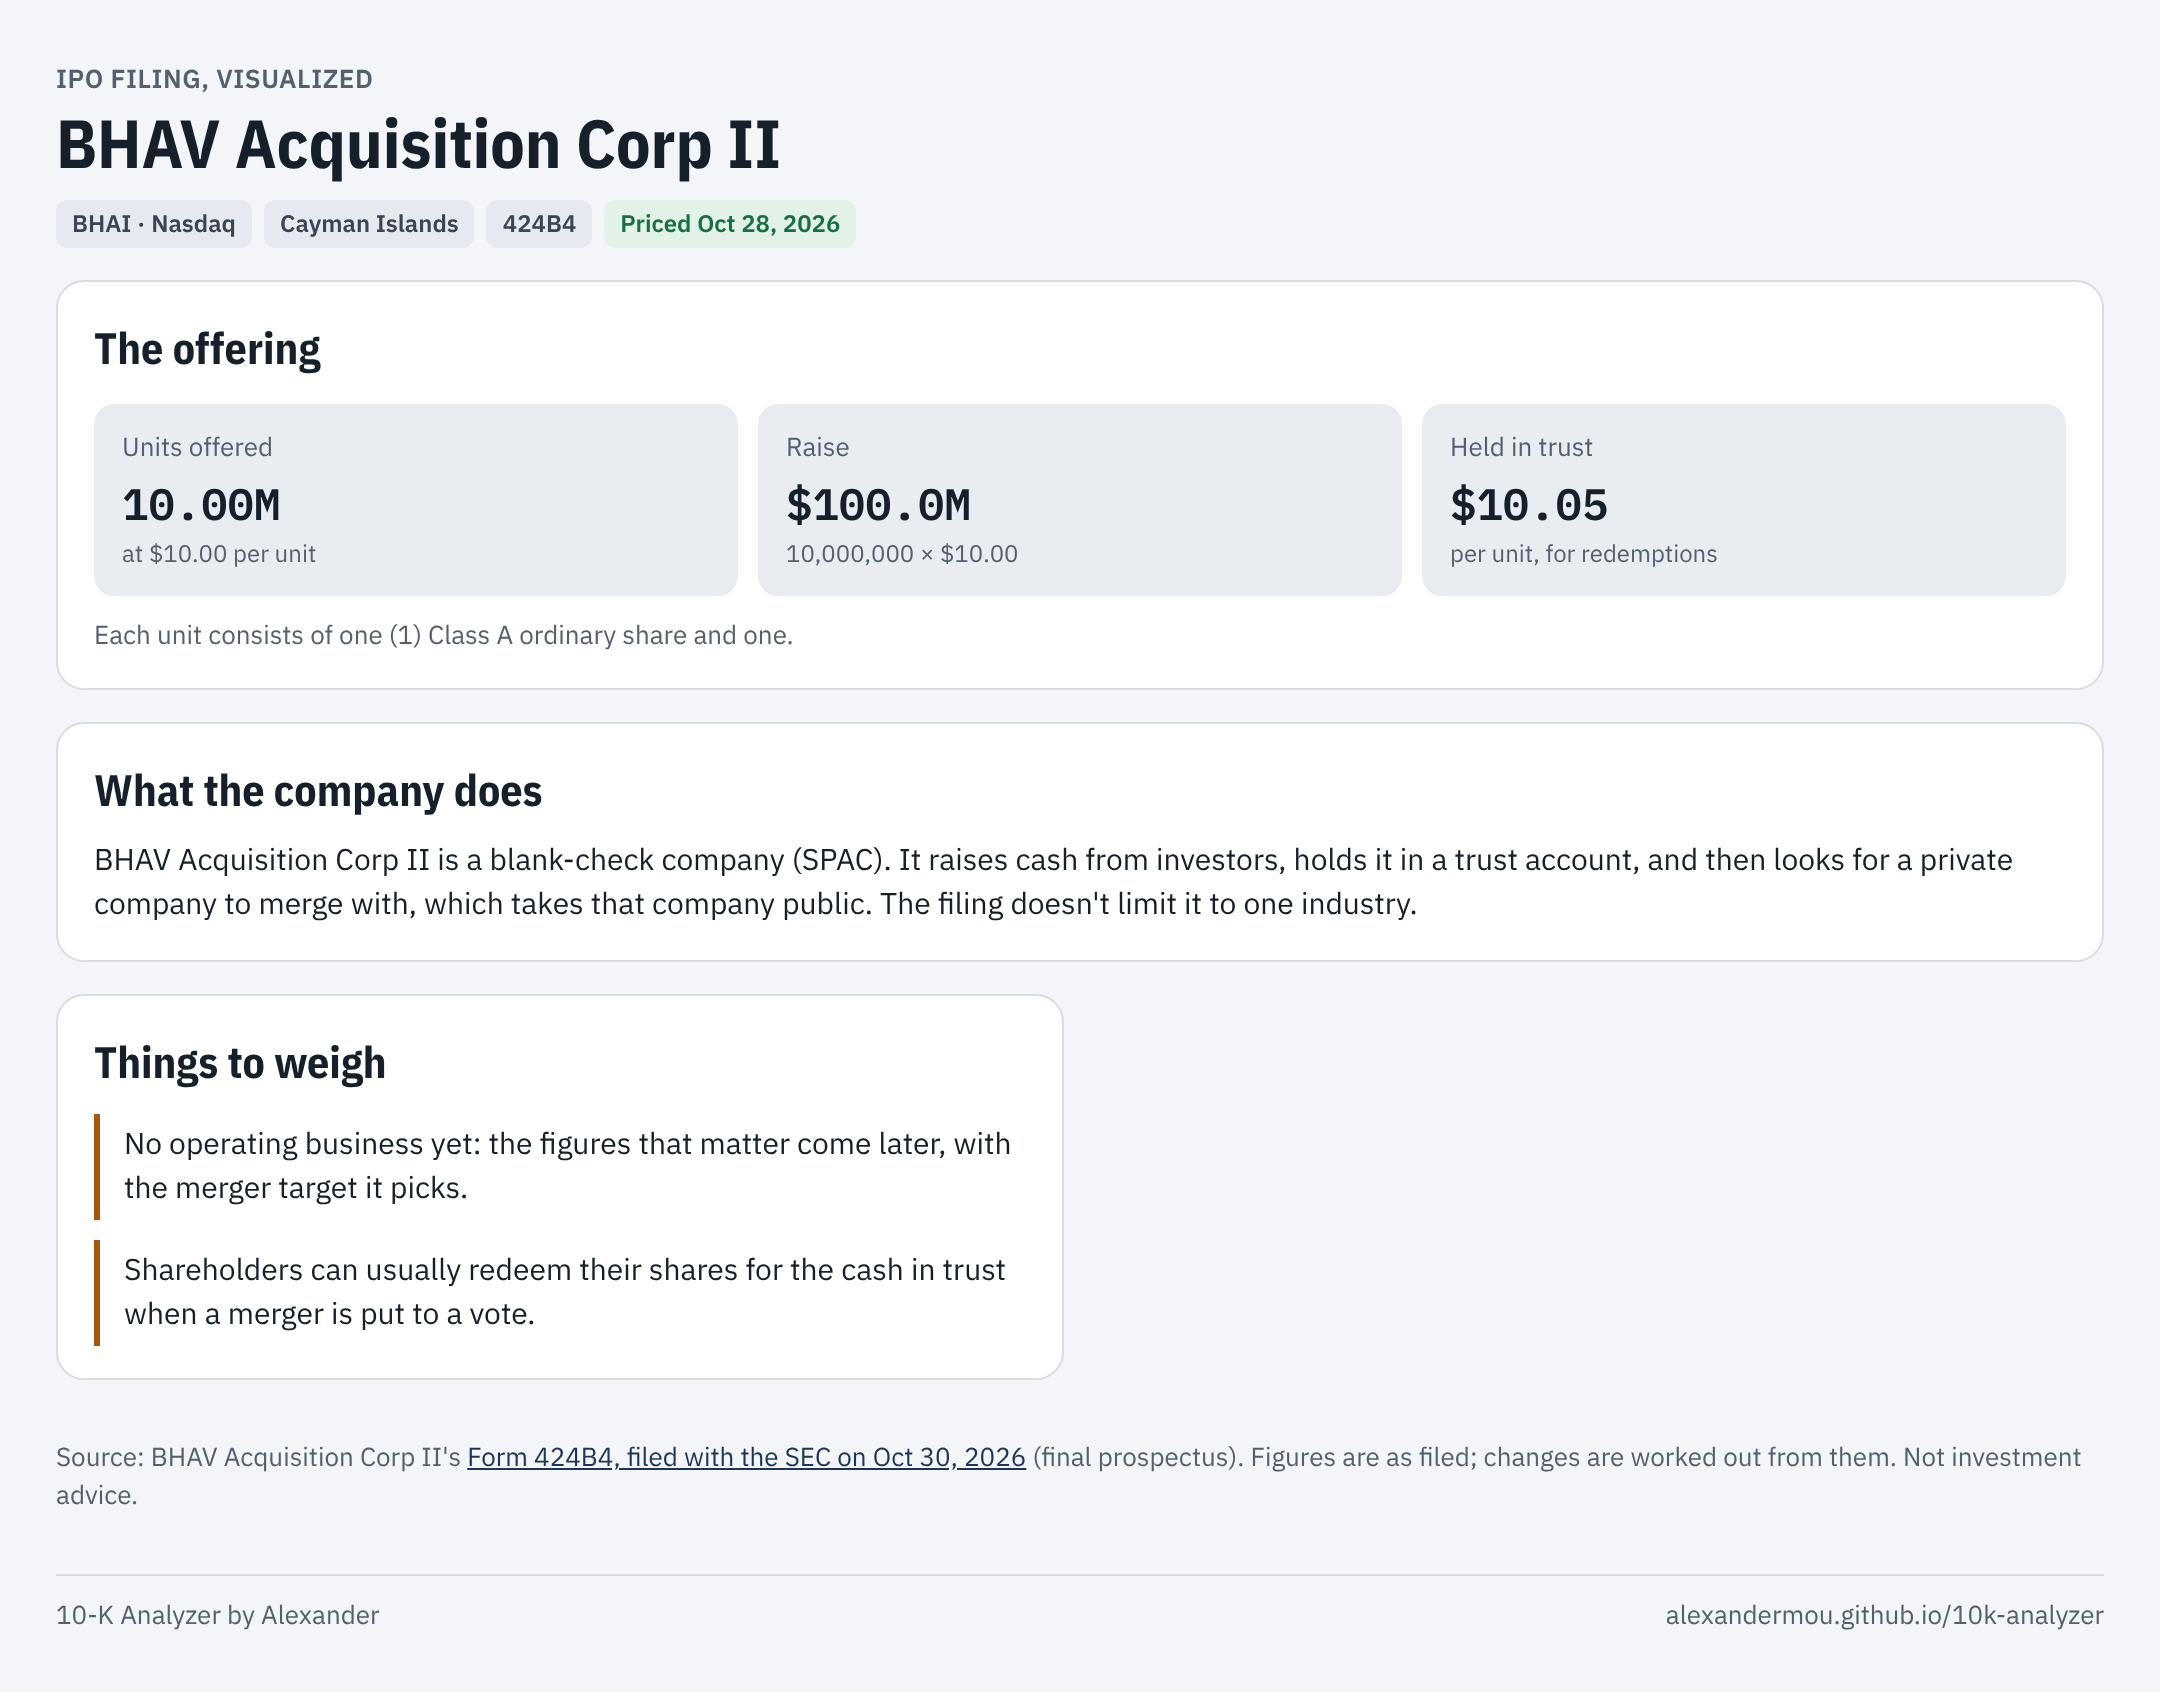 IPO FILING, VISUALIZED
BHAV Acquisition Corp II
BHAI · Nasdaq
Cayman Islands
424B4
Priced Oct 28, 2026
The offering
Units offered
10.00M
at $10.00 per unit
Raise
$100.0M
10,000,000 × $10.00
Held in trust
$10.05
per unit, for redemptions
Each unit consists of one (1) Class A ordinary share and one.
What the company does
BHAV Acquisition Corp II is a blank-check company (SPAC). It raises cash from investors, holds it in a trust account, and then looks for a private
company to merge with, which takes that company public. The filing doesn't limit it to one industry.
Things to weigh
No operating business yet: the figures that matter come later, with
the merger target it picks.
Shareholders can usually redeem their shares for the cash in trust
when a merger is put to a vote.
Source: BHAV Acquisition Corp II's Form 424B4, filed with the SEC on Oct 30, 2026 (final prospectus). Figures are as filed; changes are worked out from them. Not investment
advice.
10-K Analyzer by Alexander
alexandermou.github.io/10k-analyzer